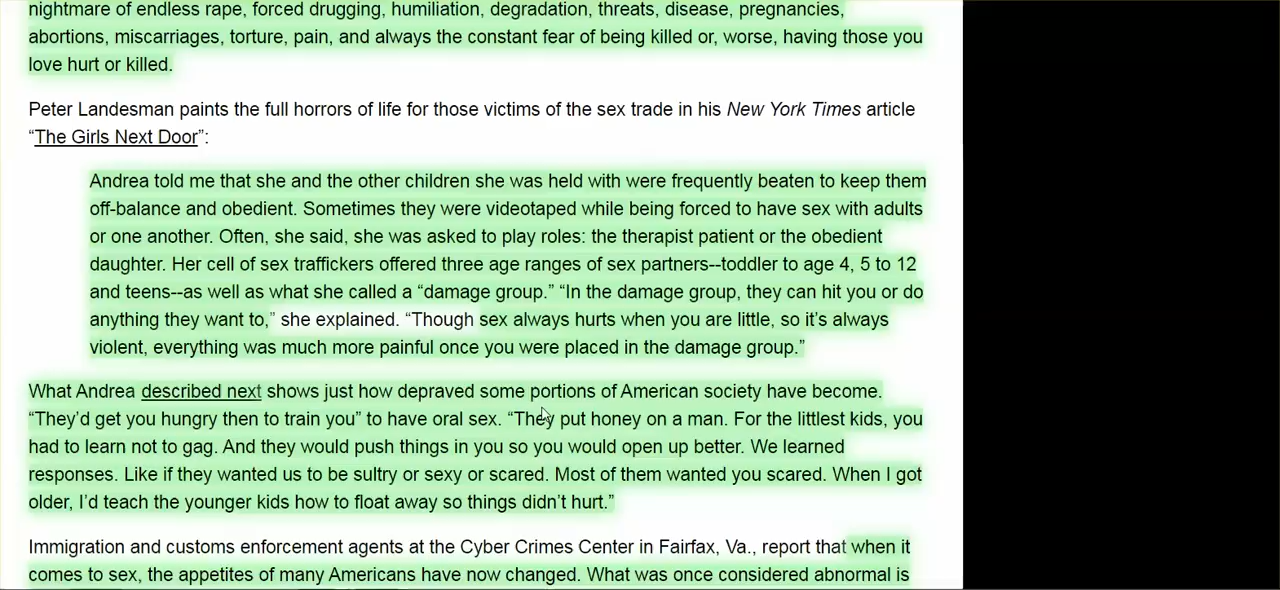 nightmare of endless rape, forced drugging, humiliation, degradation, threats, disease, pregnancies,
abortions, miscarriages, torture, pain, and always the constant fear of being killed or, worse, having those you
love hurt or killed.
Peter Landesman paints the full horrors of life for those victims of the sex trade in his New York Times article
“The Girls Next Door”:
Andrea told me that she and the other children she was held with were frequently beaten to keep them
off-balance and obedient. Sometimes they were videotaped while being forced to have sex with adults
or one another. Often, she said, she was asked to play roles: the therapist patient or the obedient
daughter. Her cell of sex traffickers offered three age ranges of sex partners--toddler to age 4, 5 to 12
and teens--as well as what she called a “damage group.” “In the damage group, they can hit you or do
anything they want to,” she explained. “Though sex always hurts when you are little, so it’s always
violent, everything was much more painful once you were placed in the damage group.”
What Andrea described next shows just how depraved some portions of American society have become.
“They’d get you hungry then to train you” to have oral sex. “They put honey on a man. For the littlest kids, you
had to learn not to gag. And they would push things in you so you would open up better. We learned
responses. Like if they wanted us to be sultry or sexy or scared. Most of them wanted you scared. When I got
older, I’d teach the younger kids how to float away so things didn’t hurt.”
Immigration and customs enforcement agents at the Cyber Crimes Center in Fairfax, Va., report that when it
comes to sex, the appetites of many Americans have now changed. What was once considered abnormal is